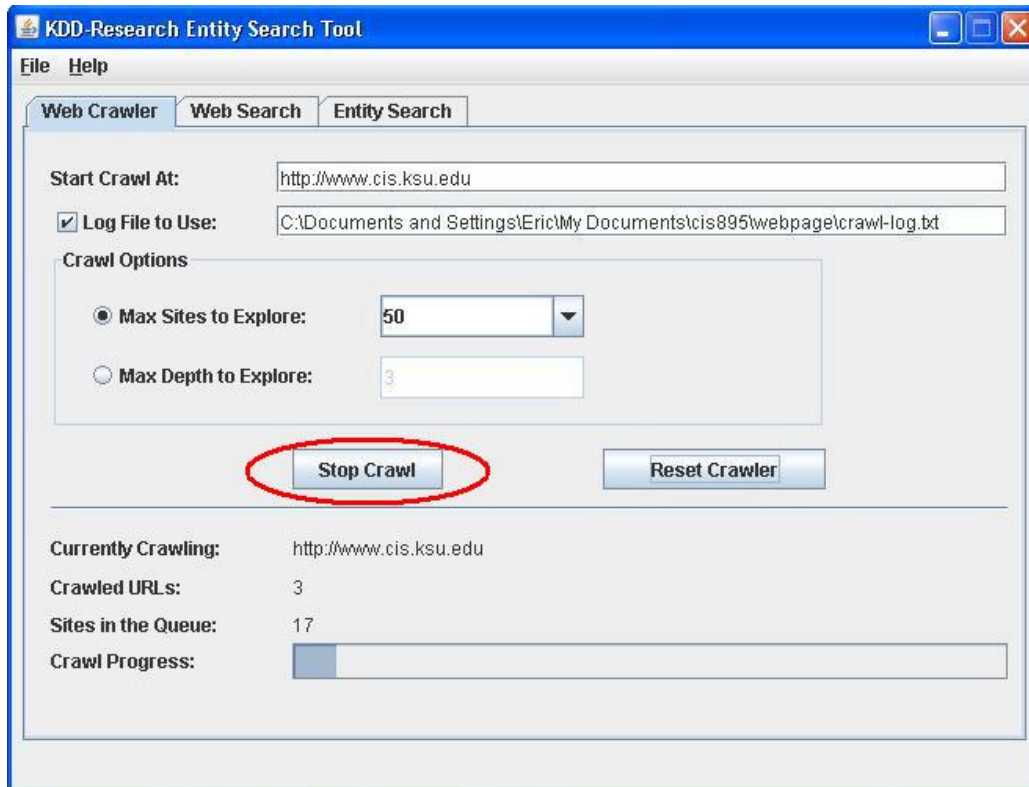 KDD-Research Entity Search Tool
File Help
Web Crawler Web Search Entity Search
Start Crawl At: http://www.cis.ksu.edu
Log File to Use: C:\Documents and Settings\Eric\My Documents\cis895\webpage\crawl-log.txt
Crawl Options
Max Sites to Explore: 50
Max Depth to Explore: 3
Stop Crawl Reset Crawler
Currently Crawling: http://www.cis.ksu.edu
Crawled URLs: 3
Sites in the Queue: 17
Crawl Progress: